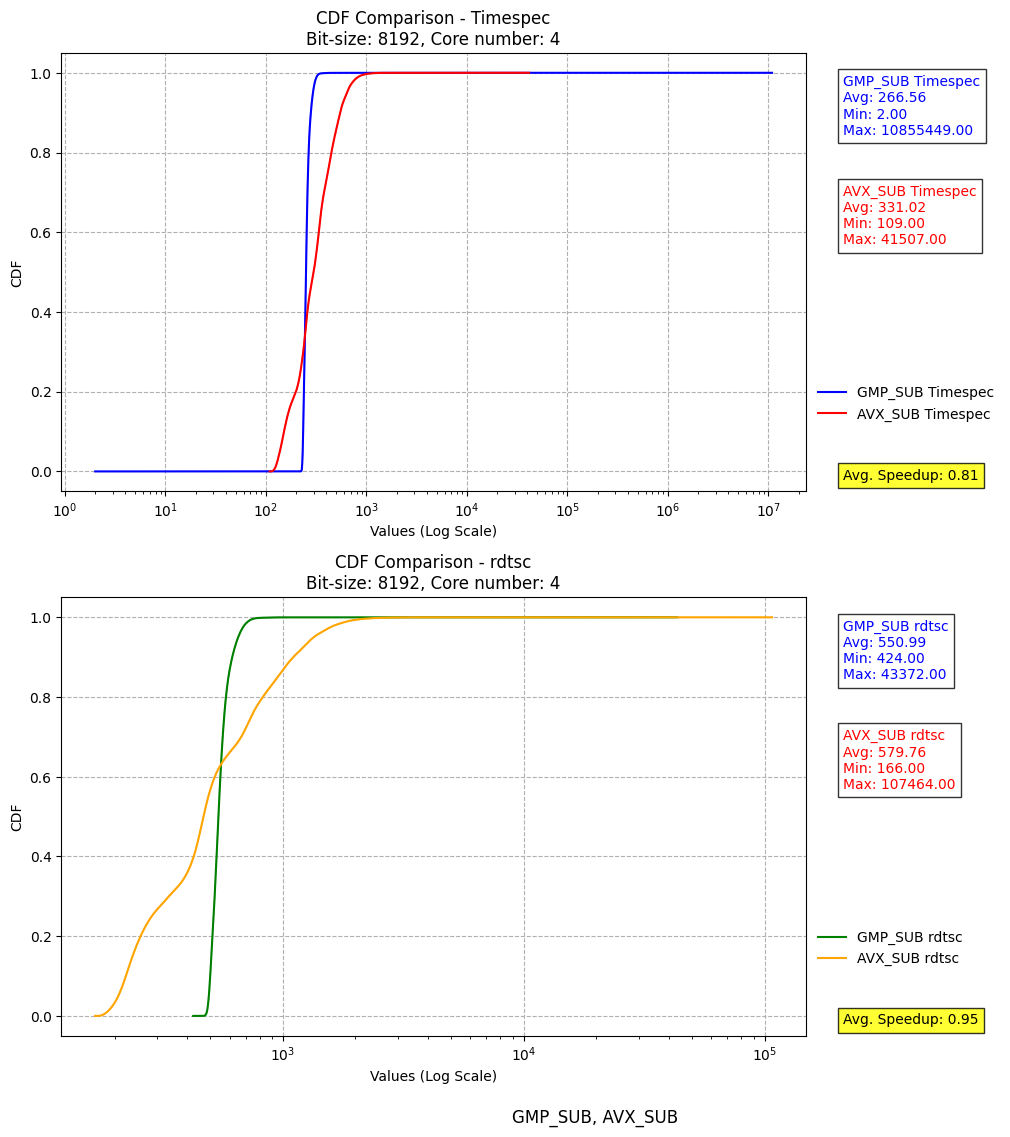 CDF Comparison - Timespec
Bit-size: 8192, Core number: 4
CDF
1.0
0.8
0.6
0.4
0.2
0.0
10⁰ 10¹ 10² 10³ 10⁴ 10⁵ 10⁶ 10⁷
Values (Log Scale)
GMP_SUB Timespec
Avg: 266.56
Min: 2.00
Max: 10855449.00
AVX_SUB Timespec
Avg: 331.02
Min: 109.00
Max: 41507.00
GMP_SUB Timespec
AVX_SUB Timespec
Avg. Speedup: 0.81
CDF Comparison - rdtsc
Bit-size: 8192, Core number: 4
CDF
1.0
0.8
0.6
0.4
0.2
0.0
10³ 10⁴ 10⁵
Values (Log Scale)
GMP_SUB rdtsc
Avg: 550.99
Min: 424.00
Max: 43372.00
AVX_SUB rdtsc
Avg: 579.76
Min: 166.00
Max: 107464.00
GMP_SUB rdtsc
AVX_SUB rdtsc
Avg. Speedup: 0.95
GMP_SUB, AVX_SUB